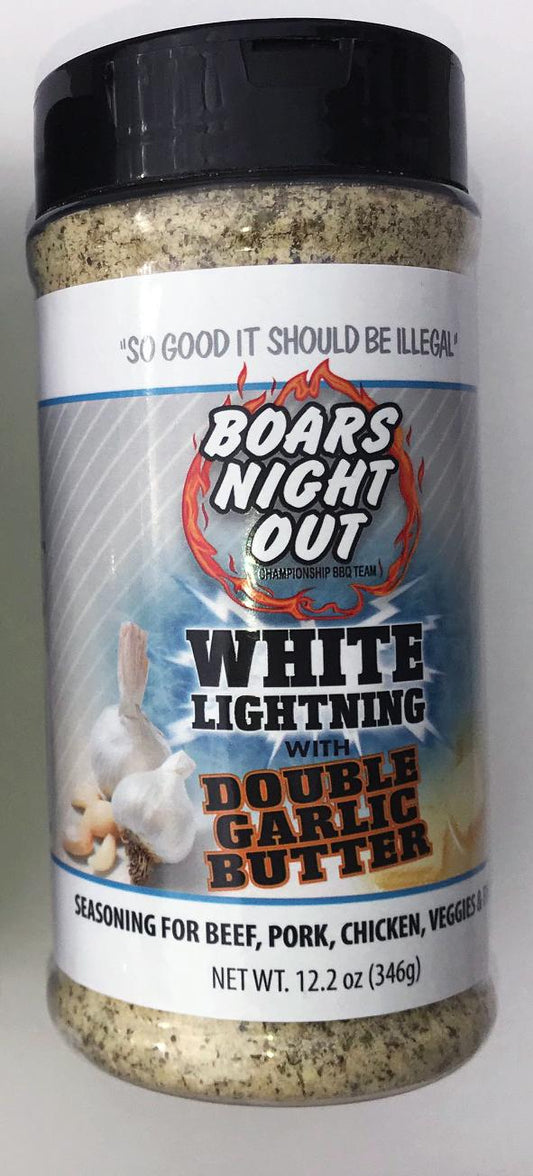 "SO GOOD IT SHOULD BE ILLEGAL"
BOARS
NIGHT
OUT
CHAMPIONSHIP BBQ TEAM
WHITE
LIGHTNING
WITH
DOUBLE
GARLIC
BUTTER
SEASONING FOR BEEF, PORK, CHICKEN, VEGGIES &
NET WT. 12.2 oz (346g)